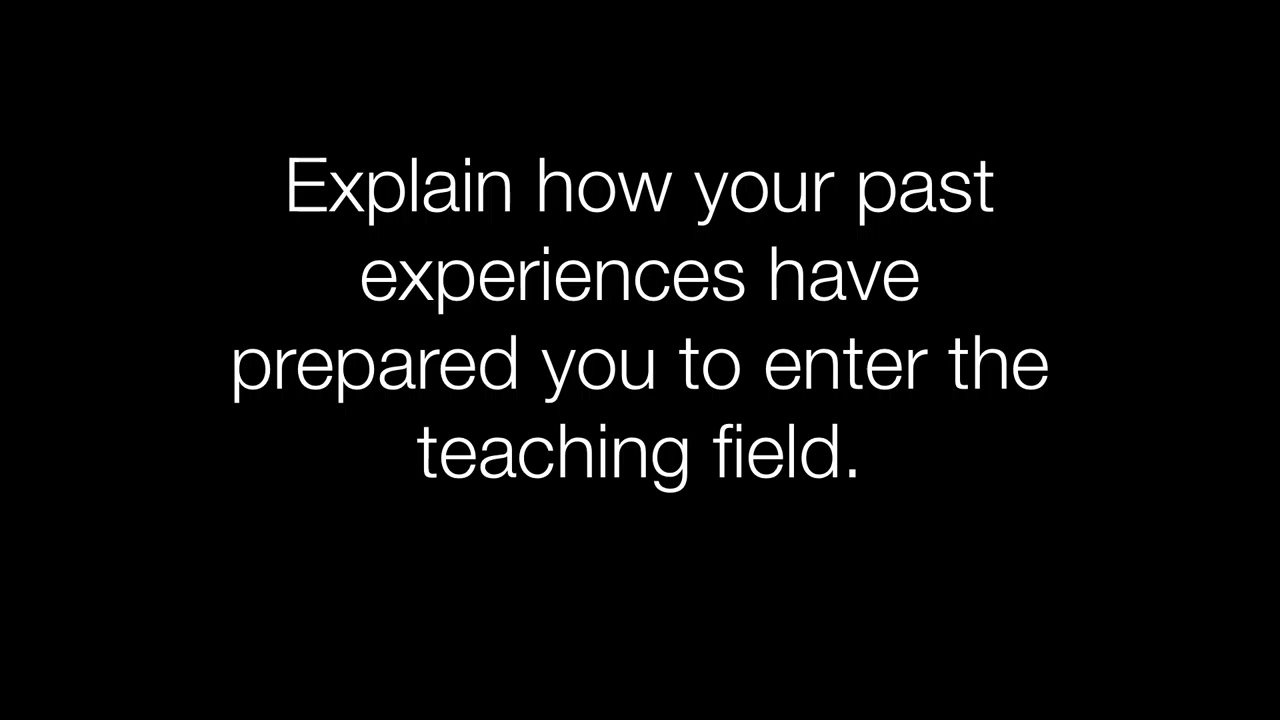 Explain how your past
experiences have
prepared you to enter the
teaching field.